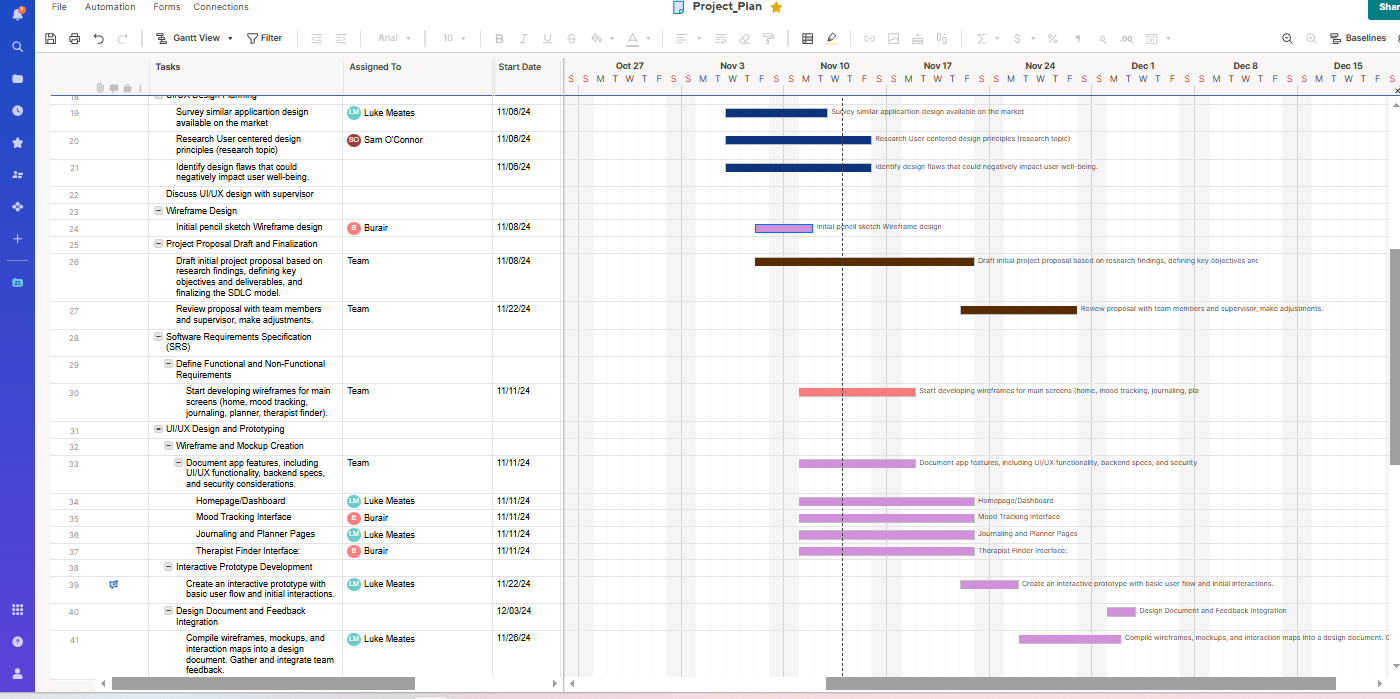 File Automation Forms Connections
Project_Plan
Shar
Gantt View Filter Arial 10 B I U S A Baselines
Tasks Assigned To Start Date
Oct 27 Nov 3 Nov 10 Nov 17 Nov 24 Dec 1 Dec 8 Dec 15
S S M T W T F S S M T W T F S S M T W T F S S M T W T F S S M T W T F S S M T W T F S S M T W T F S S M T W T F S
18 UI/UX Design Planning
19 Survey similar applicartion design LM Luke Meates 11/06/24 Survey similar applicartion design available on the market
available on the market
20 Research User centered design SO Sam O'Connor 11/06/24 Research User centered design principles (research topic)
principles (research topic)
21 Identify design flaws that could 11/06/24 Identify design flaws that could negatively impact user well-being.
negatively impact user well-being.
22 Discuss UI/UX design with supervisor
23 Wireframe Design
24 Initial pencil sketch Wireframe design B Burair 11/08/24 Initial pencil sketch Wireframe design
25 Project Proposal Draft and Finalization
26 Draft initial project proposal based on Team 11/08/24 Draft initial project proposal based on research findings, defining key objectives and
research findings, defining key
objectives and deliverables, and
finalizing the SDLC model.
27 Review proposal with team members Team 11/22/24 Review proposal with team members and supervisor, make adjustments.
and supervisor, make adjustments.
28 Software Requirements Specification
(SRS)
29 Define Functional and Non-Functional
Requirements
30 Start developing wireframes for main Team 11/11/24 Start developing wireframes for main screens (home, mood tracking, journaling, pla
screens (home, mood tracking,
journaling, planner, therapist finder).
31 UI/UX Design and Prototyping
32 Wireframe and Mockup Creation
33 Document app features, including Team 11/11/24 Document app features, including UI/UX functionality, backend specs, and security
UI/UX functionality, backend specs,
and security considerations.
34 Homepage/Dashboard LM Luke Meates 11/11/24 Homepage/Dashboard
35 Mood Tracking Interface B Burair 11/11/24 Mood Tracking Interface
36 Journaling and Planner Pages LM Luke Meates 11/11/24 Journaling and Planner Pages
37 Therapist Finder Interface: B Burair 11/11/24 Therapist Finder Interface:
38 Interactive Prototype Development
39 Create an interactive prototype with LM Luke Meates 11/22/24 Create an interactive prototype with basic user flow and initial interactions.
basic user flow and initial interactions.
40 Design Document and Feedback 12/03/24 Design Document and Feedback Integration
Integration
41 Compile wireframes, mockups, and LM Luke Meates 11/26/24 Compile wireframes, mockups, and interaction maps into a design document. G
interaction maps into a design
document. Gather and integrate team
feedback.